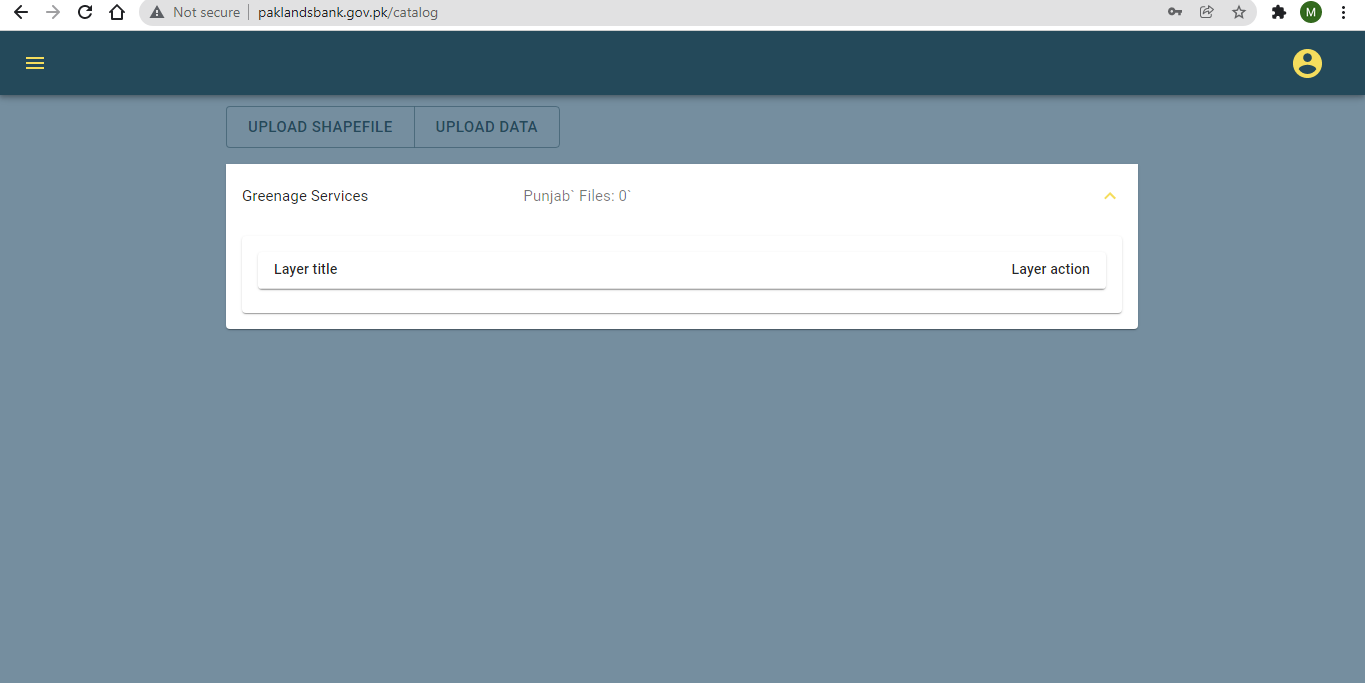 Not secure paklandsbank.gov.pk/catalog M
UPLOAD SHAPEFILE UPLOAD DATA
Greenage Services Punjab` Files: 0`
Layer title Layer action